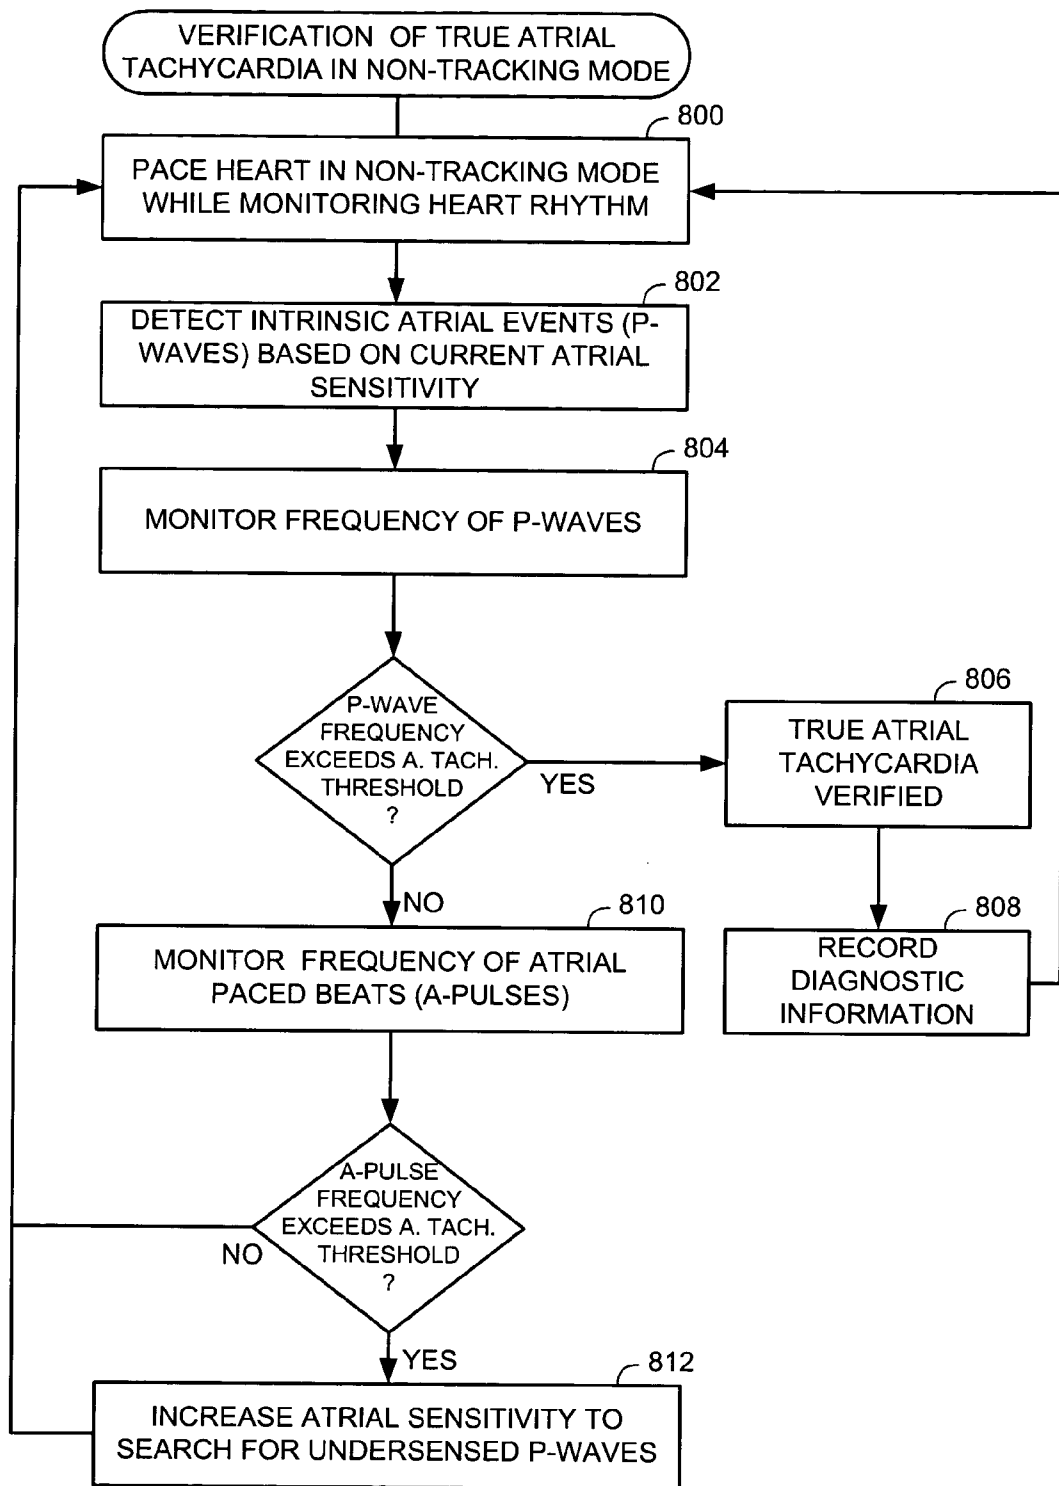 VERIFICATION OF TRUE ATRIAL
TACHYCARDIA IN NON-TRACKING MODE
800
PACE HEART IN NON-TRACKING MODE
WHILE MONITORING HEART RHYTHM
802
DETECT INTRINSIC ATRIAL EVENTS (P-
WAVES) BASED ON CURRENT ATRIAL
SENSITIVITY
804
MONITOR FREQUENCY OF P-WAVES
P-WAVE
FREQUENCY
EXCEEDS A. TACH.
THRESHOLD
?
YES
806
TRUE ATRIAL
TACHYCARDIA
VERIFIED
NO
808
RECORD
DIAGNOSTIC
INFORMATION
810
MONITOR FREQUENCY OF ATRIAL
PACED BEATS (A-PULSES)
A-PULSE
FREQUENCY
EXCEEDS A. TACH.
THRESHOLD
?
NO
YES
812
INCREASE ATRIAL SENSITIVITY TO
SEARCH FOR UNDERSENSED P-WAVES